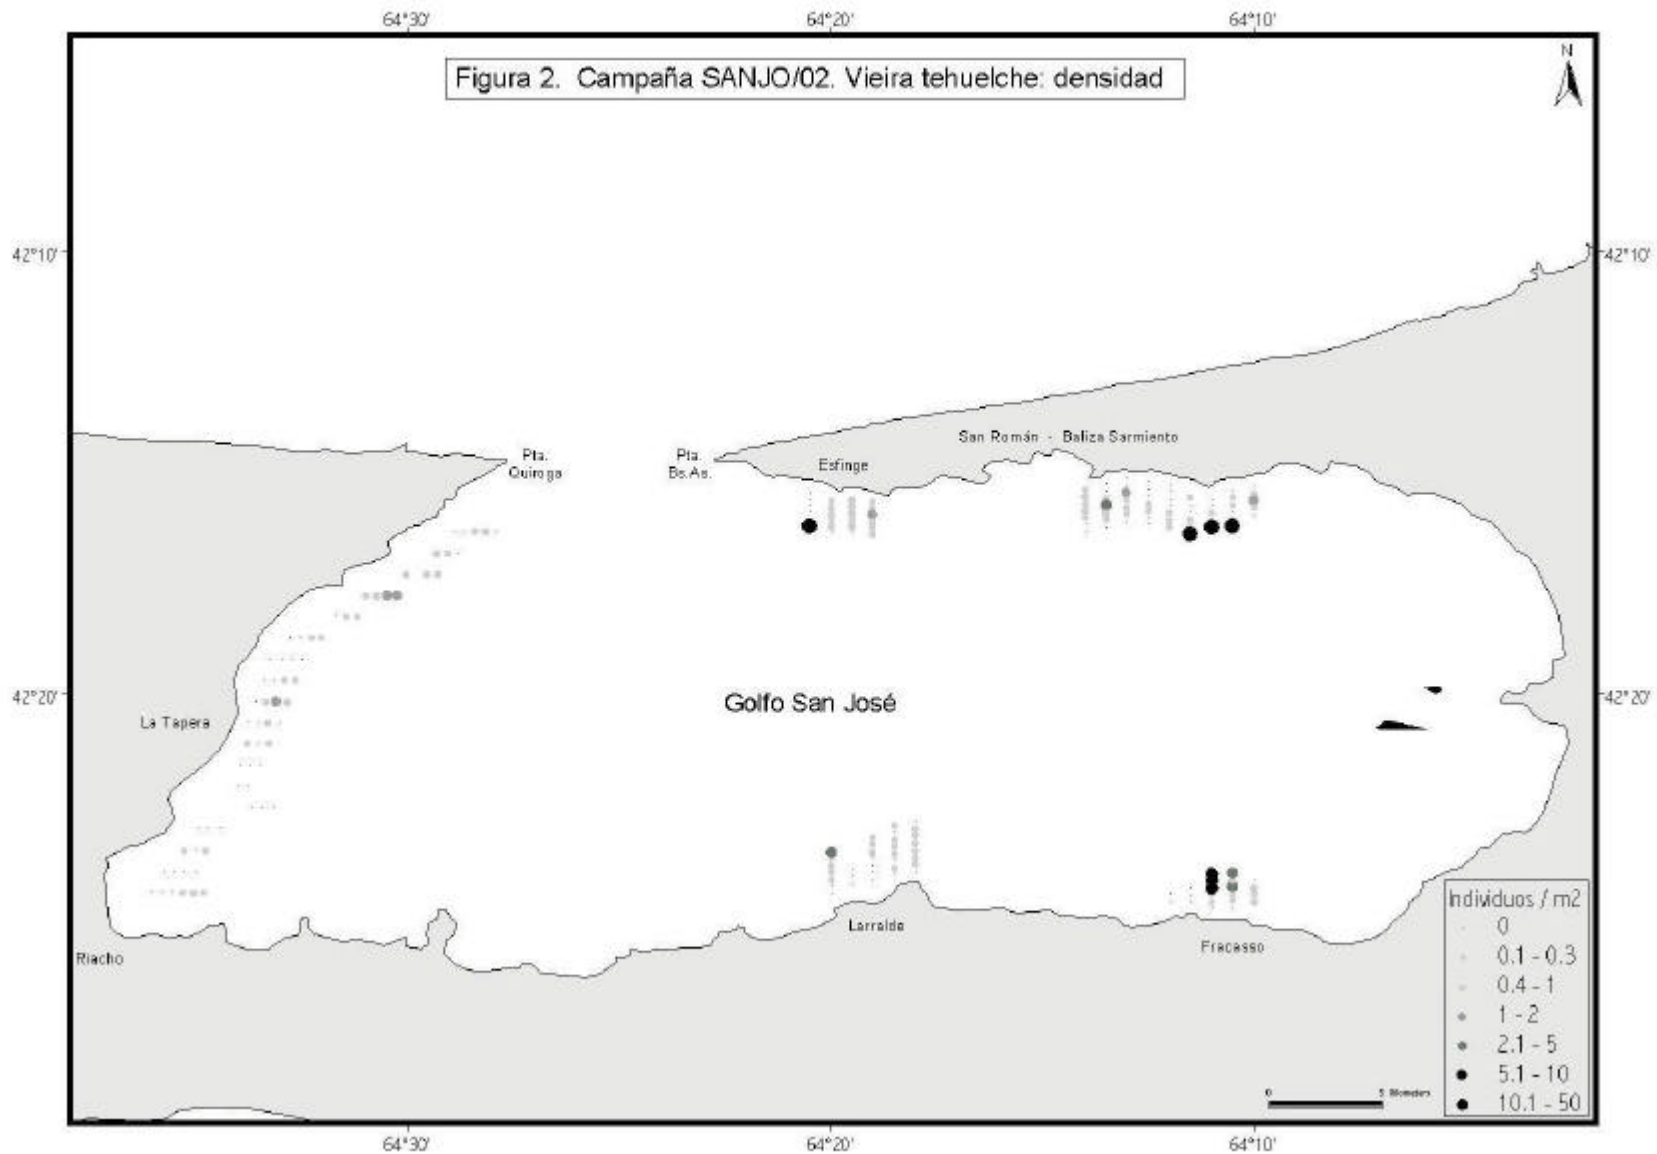 64°30'
64°20'
64°10'
N
Figura 2. Campaña SANJO/02. Vieira tehuelche: densidad
42°10'
42°10'
San Román - Baliza Sarmiento
Pta.
Quiroga
Pta.
Bs.As.
Esfinge
42°20'
42°20'
Golfo San José
La Tapera
Larralde
Fracasso
Riacho
Individuos / m2
0
0.1 - 0.3
0.4 - 1
1 - 2
2.1 - 5
5.1 - 10
10.1 - 50
0
5 Kilometers
64°30'
64°20'
64°10'